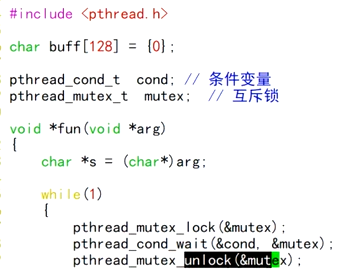 #include <pthread.h>
char buff[128] = {0};
pthread_cond_t cond; // 条件变量
pthread_mutex_t mutex; // 互斥锁
void *fun(void *arg)
{
char *s = (char*)arg;
while(1)
{
pthread_mutex_lock(&mutex);
pthread_cond_wait(&cond, &mutex);
pthread_mutex_unlock(&mutex);